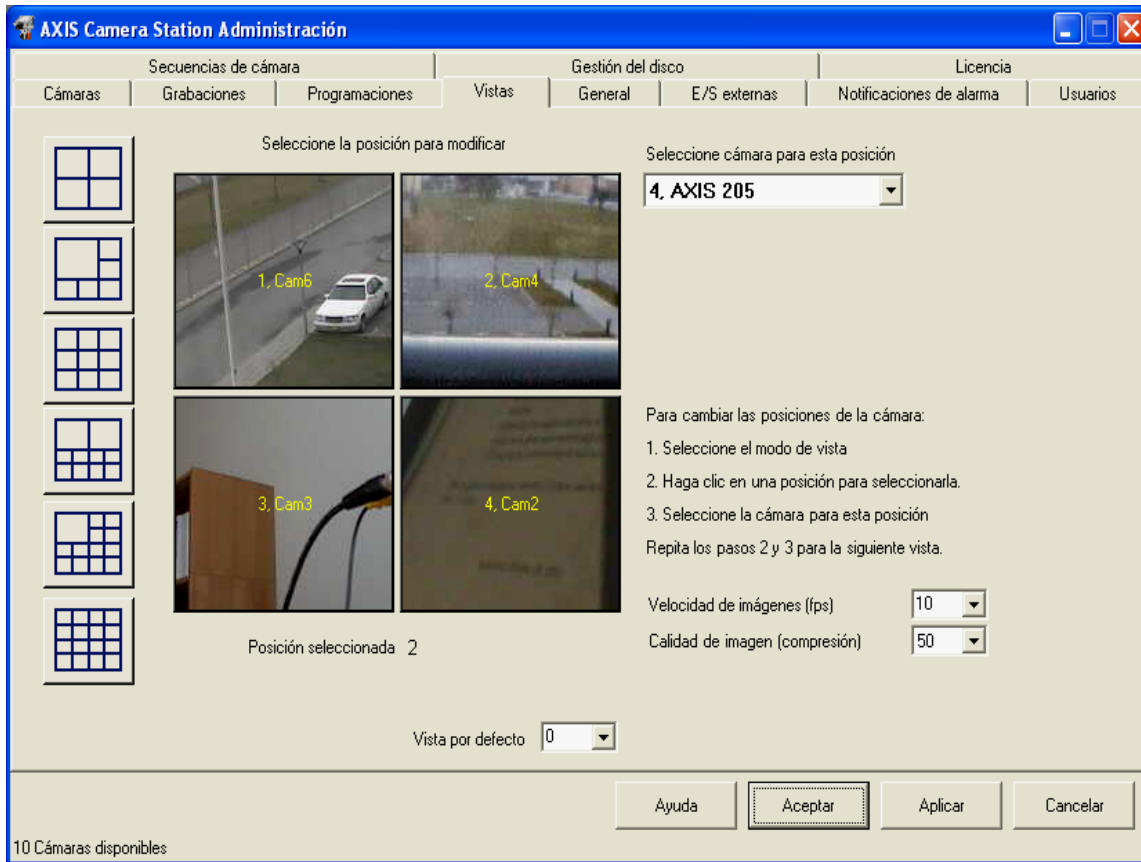 AXIS Camera Station Administración
Secuencias de cámara
Gestión del disco
Licencia
Cámaras
Grabaciones
Programaciones
Vistas
General
E/S externas
Notificaciones de alarma
Usuarios
Seleccione la posición para modificar
Seleccione cámara para esta posición
4, AXIS 205
1, Cam6
2, Cam4
3, Cam3
4, Cam2
Para cambiar las posiciones de la cámara:
1. Seleccione el modo de vista
2. Haga clic en una posición para seleccionarla.
3. Seleccione la cámara para esta posición
Repita los pasos 2 y 3 para la siguiente vista.
Velocidad de imágenes (fps) 10
Calidad de imagen (compresión) 50
Posición seleccionada 2
Vista por defecto 0
Ayuda
Aceptar
Aplicar
Cancelar
10 Cámaras disponibles